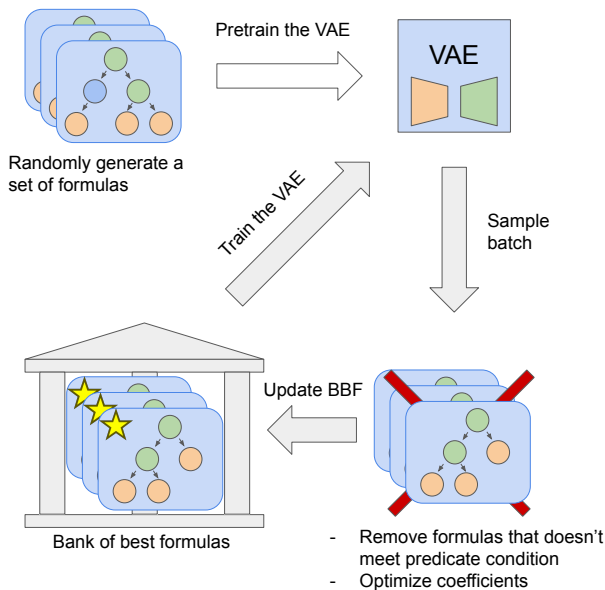 Pretrain the VAE
VAE
Randomly generate a
set of formulas
Train the VAE
Sample
batch
Update BBF
Bank of best formulas
- Remove formulas that doesn't
meet predicate condition
- Optimize coefficients